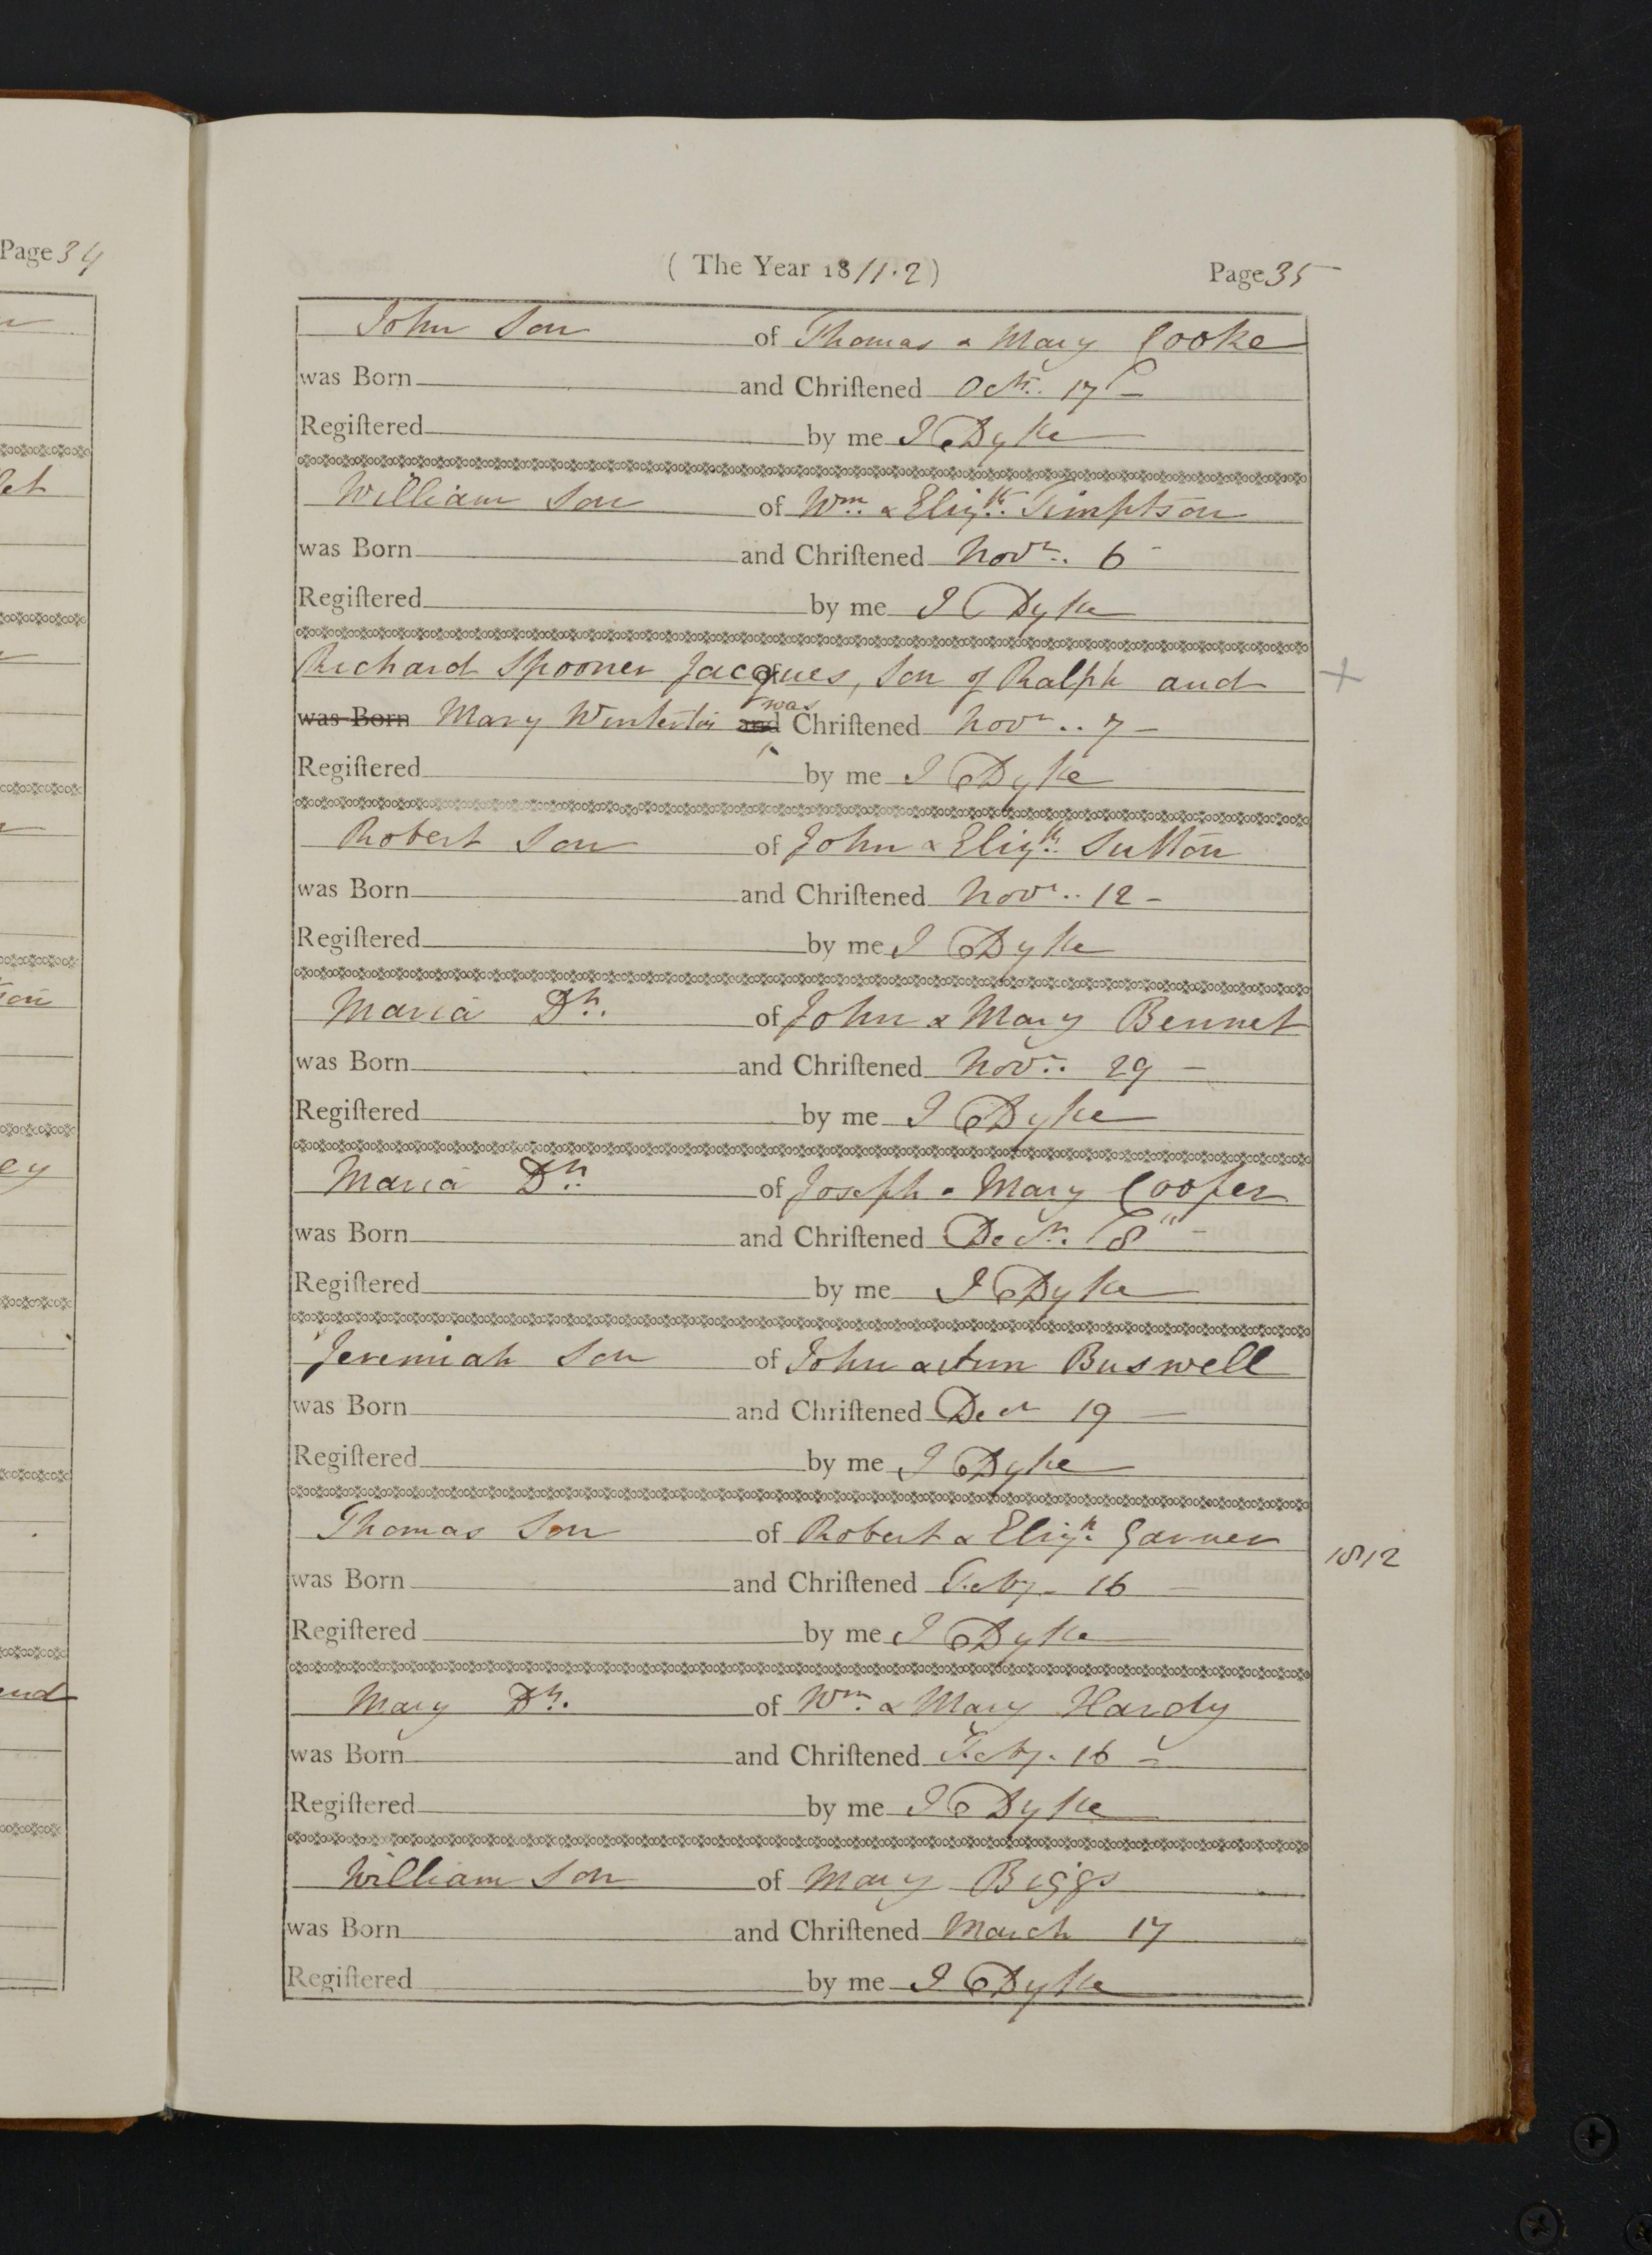 Page 34
( The Year 1811.2 )
Page 35
John Son of Thomas & Mary Cooke
was Born and Chriſtened Octr. 17
Regiſtered by me I Dyke
William Son of Wm. & Elizth. Timpson
was Born and Chriſtened Novr. 6
Regiſtered by me I Dyke
Richard Spooner Jacques, Son of Ralph and
was Born Mary Winterton and was Chriſtened Novr. 7
Regiſtered by me I Dyke
Robert Son of John & Elizth. Sutton
was Born and Chriſtened Novr. 12
Regiſtered by me I Dyke
Maria Dr. of John & Mary Bennet
was Born and Chriſtened Novr. 29
Regiſtered by me I Dyke
Maria Dr. of Joseph & Mary Cooper
was Born and Chriſtened Decr. 8
Regiſtered by me I Dyke
Jeremiah Son of John & Ann Buswell
was Born and Chriſtened Decr 19
Regiſtered by me I Dyke
Thomas Son of Robert & Elizh. Garner
1812
was Born and Chriſtened Feby. 16
Regiſtered by me I Dyke
Mary Dr. of Wm. & Mary Hardy
was Born and Chriſtened Feby. 16
Regiſtered by me I Dyke
William Son of Mary Biggs
was Born and Chriſtened March 17
Regiſtered by me I Dyke